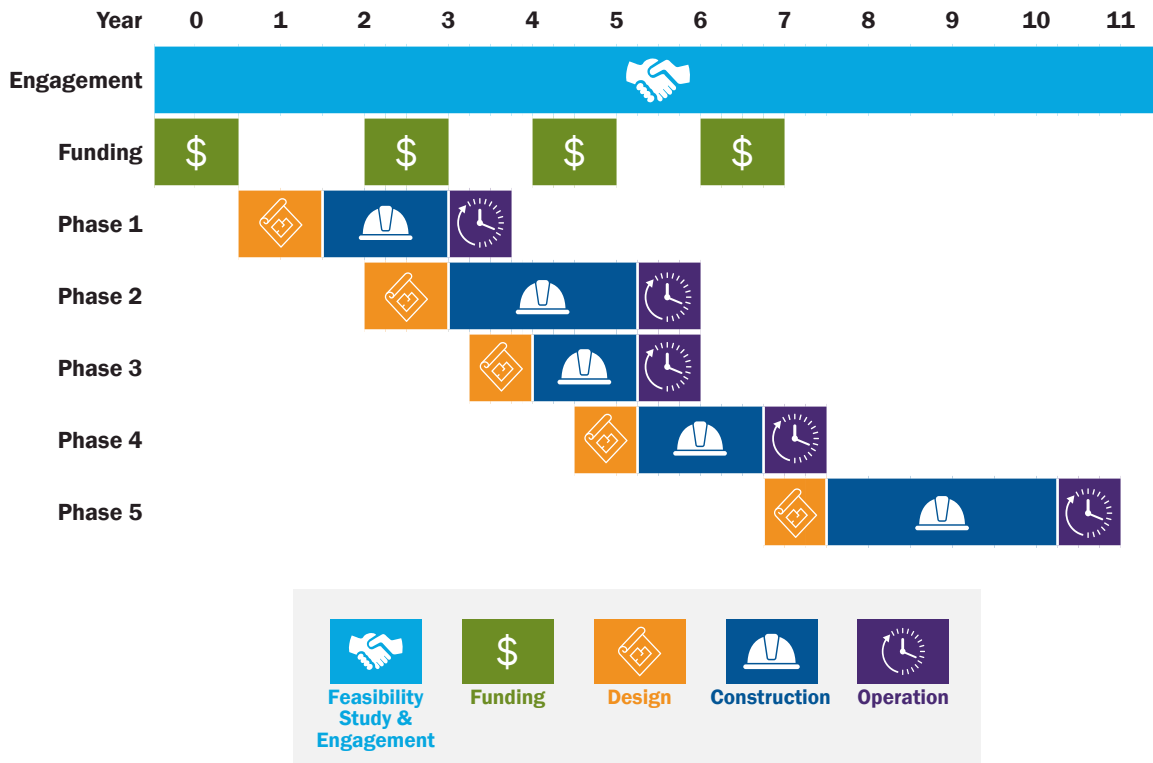 Year 0 1 2 3 4 5 6 7 8 9 10 11
Engagement
Funding $ $ $ $
Phase 1
Phase 2
Phase 3
Phase 4
Phase 5
$
Feasibility
Study &
Engagement
Funding
Design
Construction
Operation